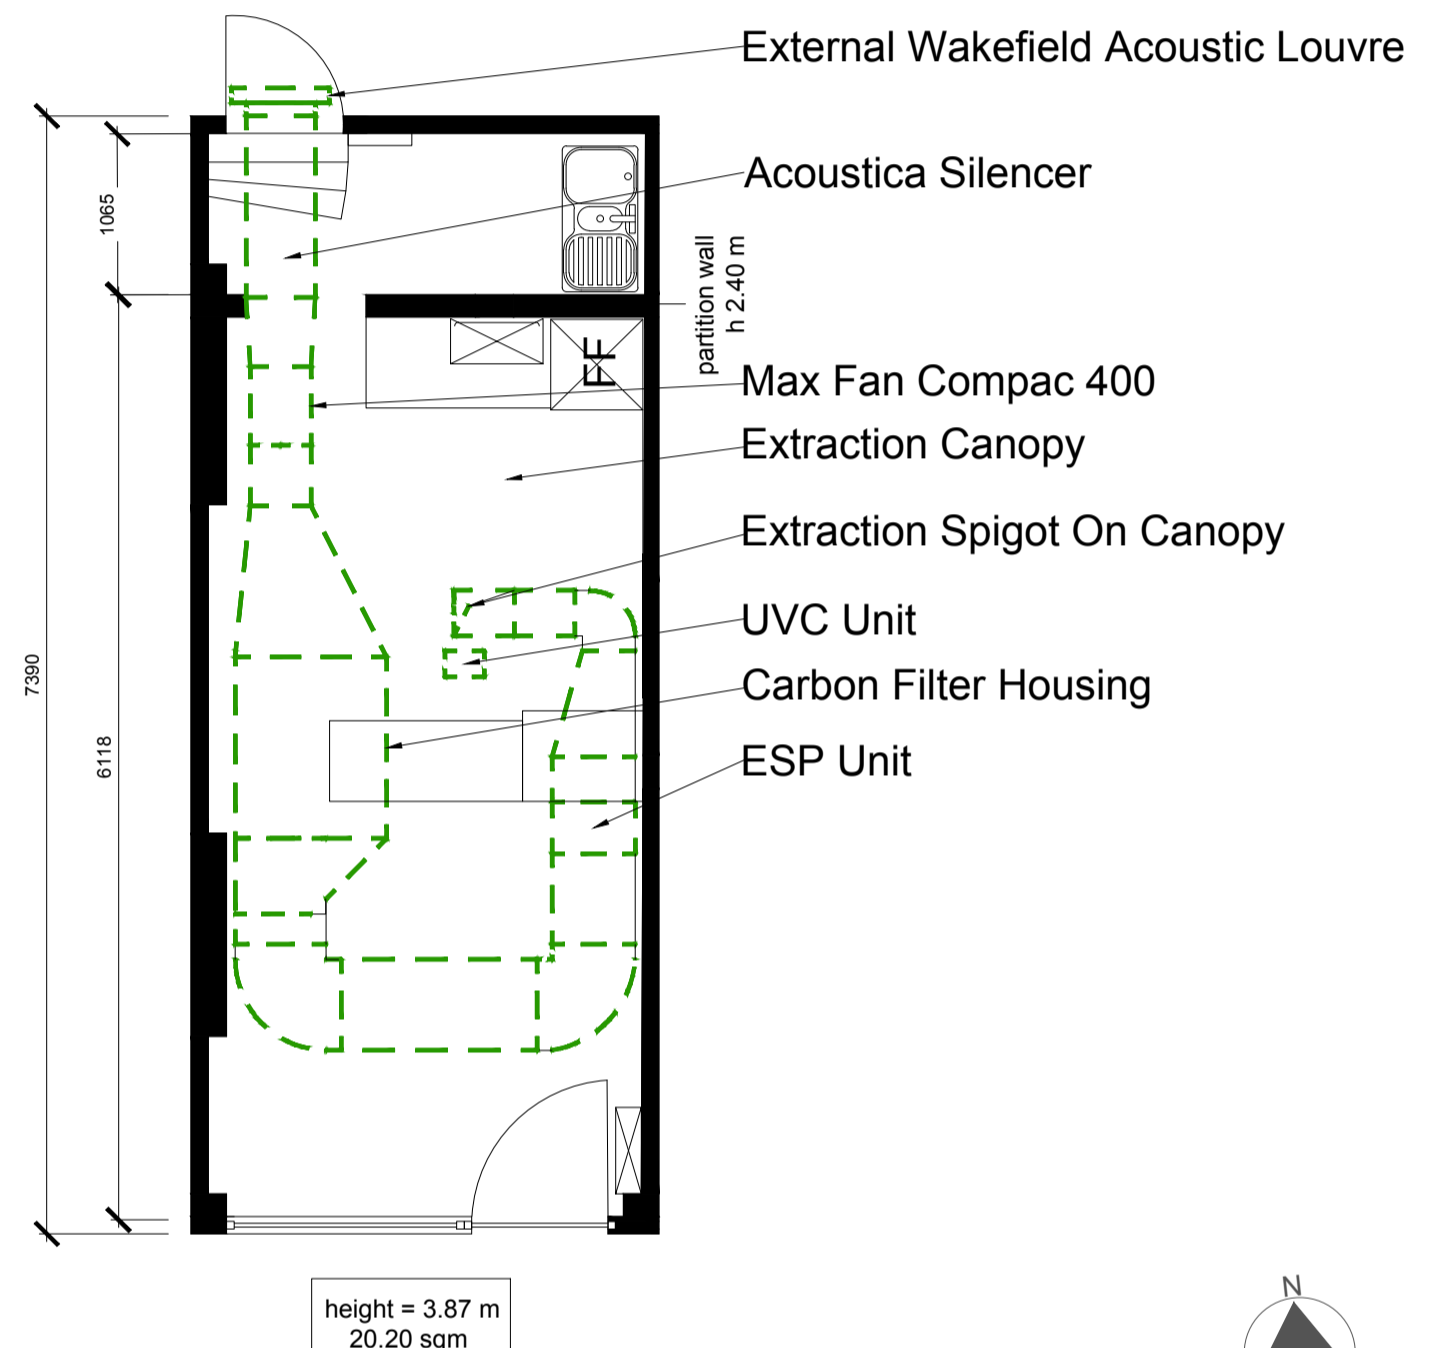 External Wakefield Acoustic Louvre
Acoustica Silencer
1065
partition wall
h 2.40 m
FF
Max Fan Compac 400
Extraction Canopy
Extraction Spigot On Canopy
UVC Unit
7390
Carbon Filter Housing
6118
ESP Unit
height = 3.87 m
20.20 sqm
N